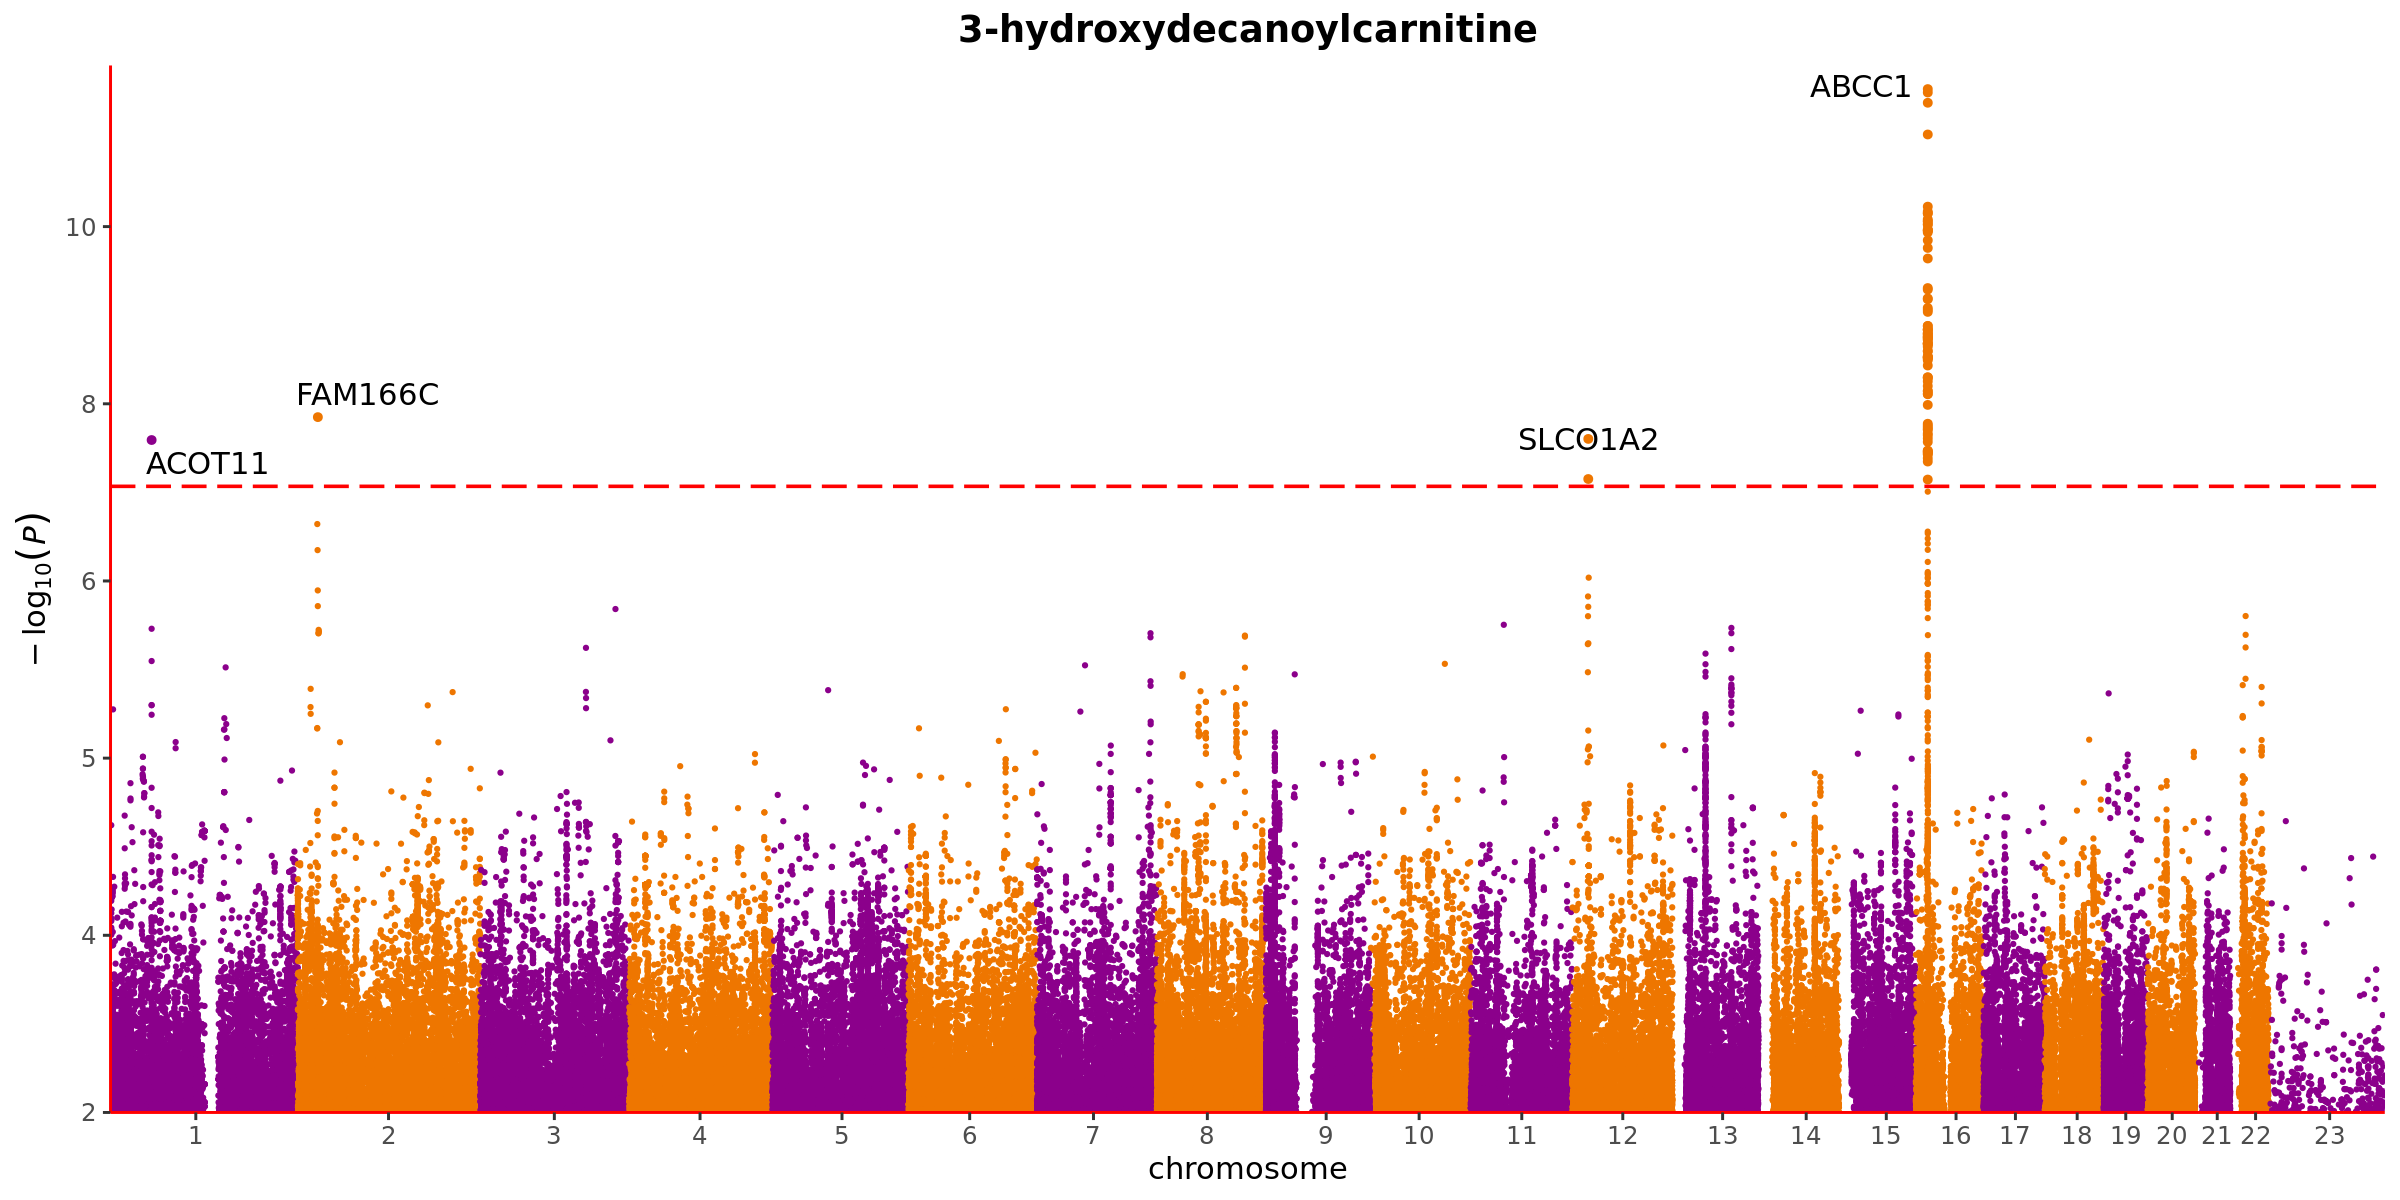 3-hydroxydecanoylcarnitine
ABCC1
10
FAM166C
8
SLCO1A2
ACOT11
6
5
4
2
−log10(P)
1 2 3 4 5 6 7 8 9 10 11 12 13 14 15 16 17 18 19 20 21 22 23
chromosome